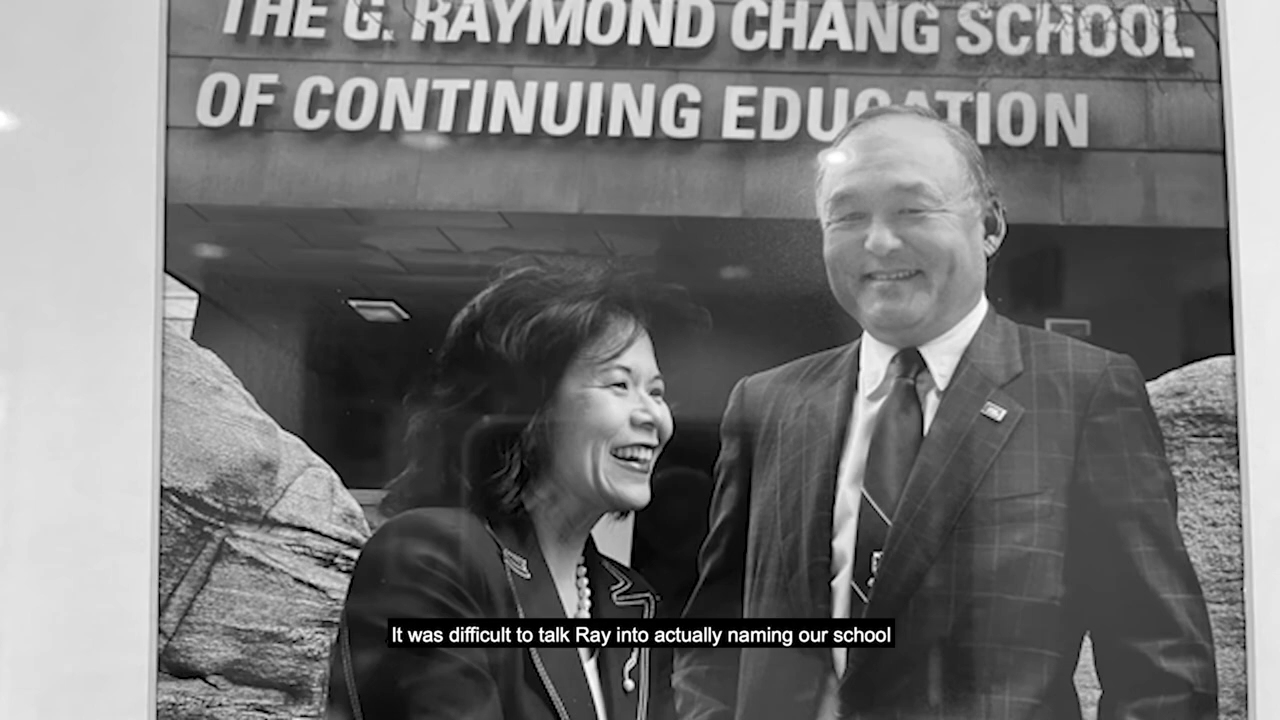 THE G. RAYMOND CHANG SCHOOL
OF CONTINUING EDUCATION
It was difficult to talk Ray into actually naming our school